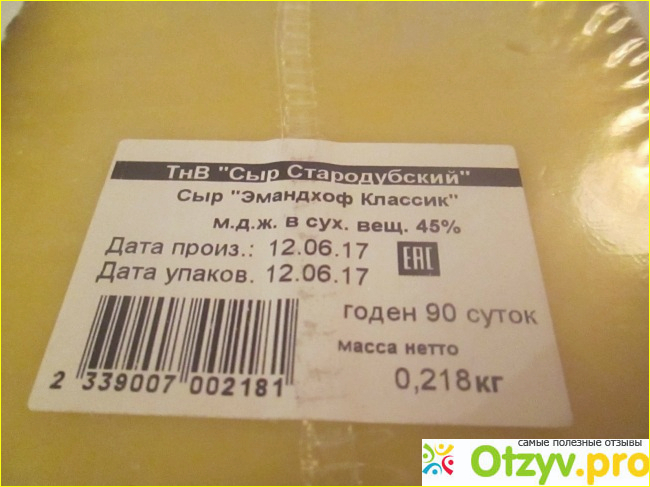 ТнВ "Сыр Стародубский"
Сыр "Эмандхоф Классик"
м.д.ж. в сух. вещ. 45%
Дата произ.: 12.06.17
Дата упаков. 12.06.17
EAC
годен 90 суток
масса нетто
0,218кг
2 339007 002181
самые полезные отзывы
Otzyv.pro